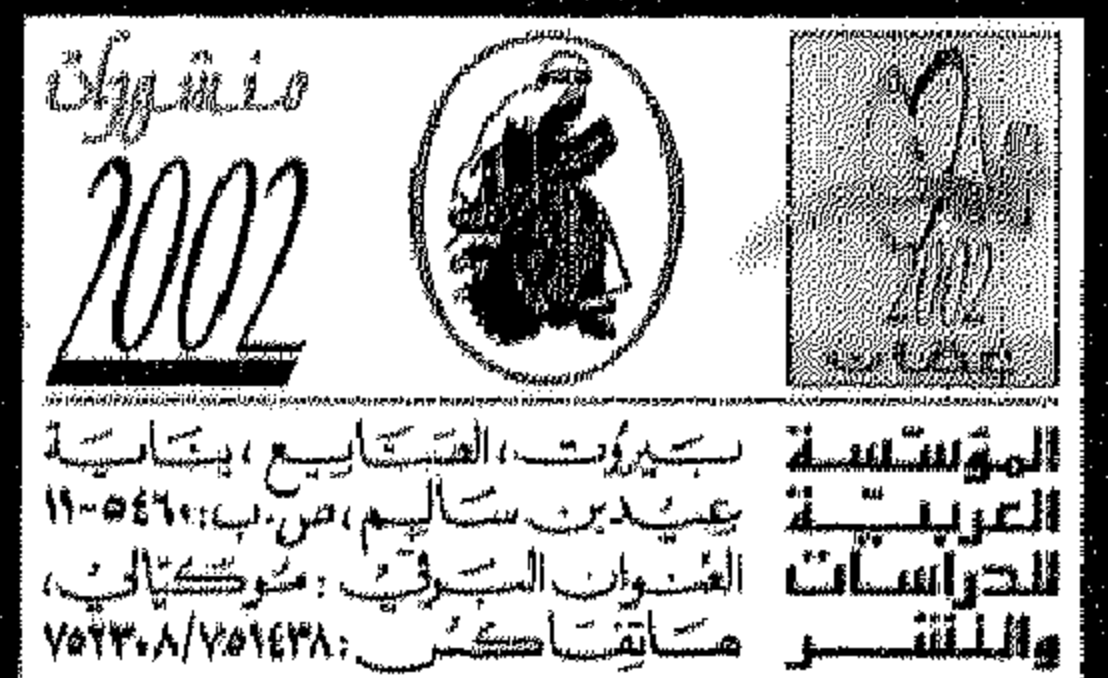 منشورات
2002
2002
المؤسسة
العربية
للدراسات
والنشر
بيروت، الصنايع، بناية
عيد بن سالم، ص.ب: ٥٤٦٠-١١
العنوان البرقي: موكيالي،
هاتفاكس: ٧٥١٤٣٨/٧٥٢٣٠٨